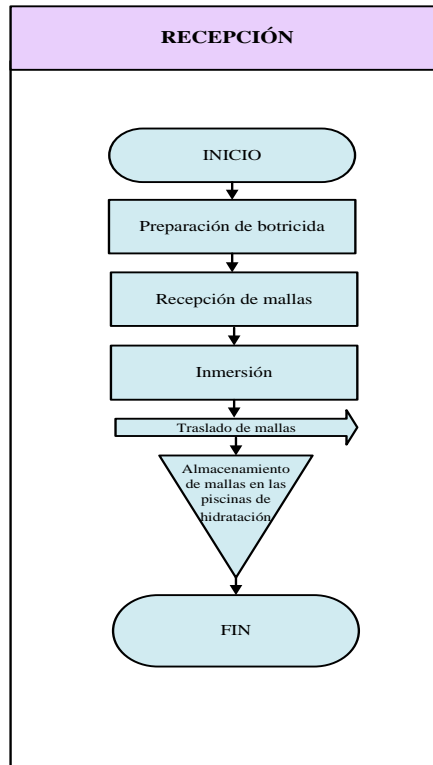 RECEPCIÓN
INICIO
Preparación de botricida
Recepción de mallas
Inmersión
Traslado de mallas
Almacenamiento
de mallas en las
piscinas de
hidratación
FIN